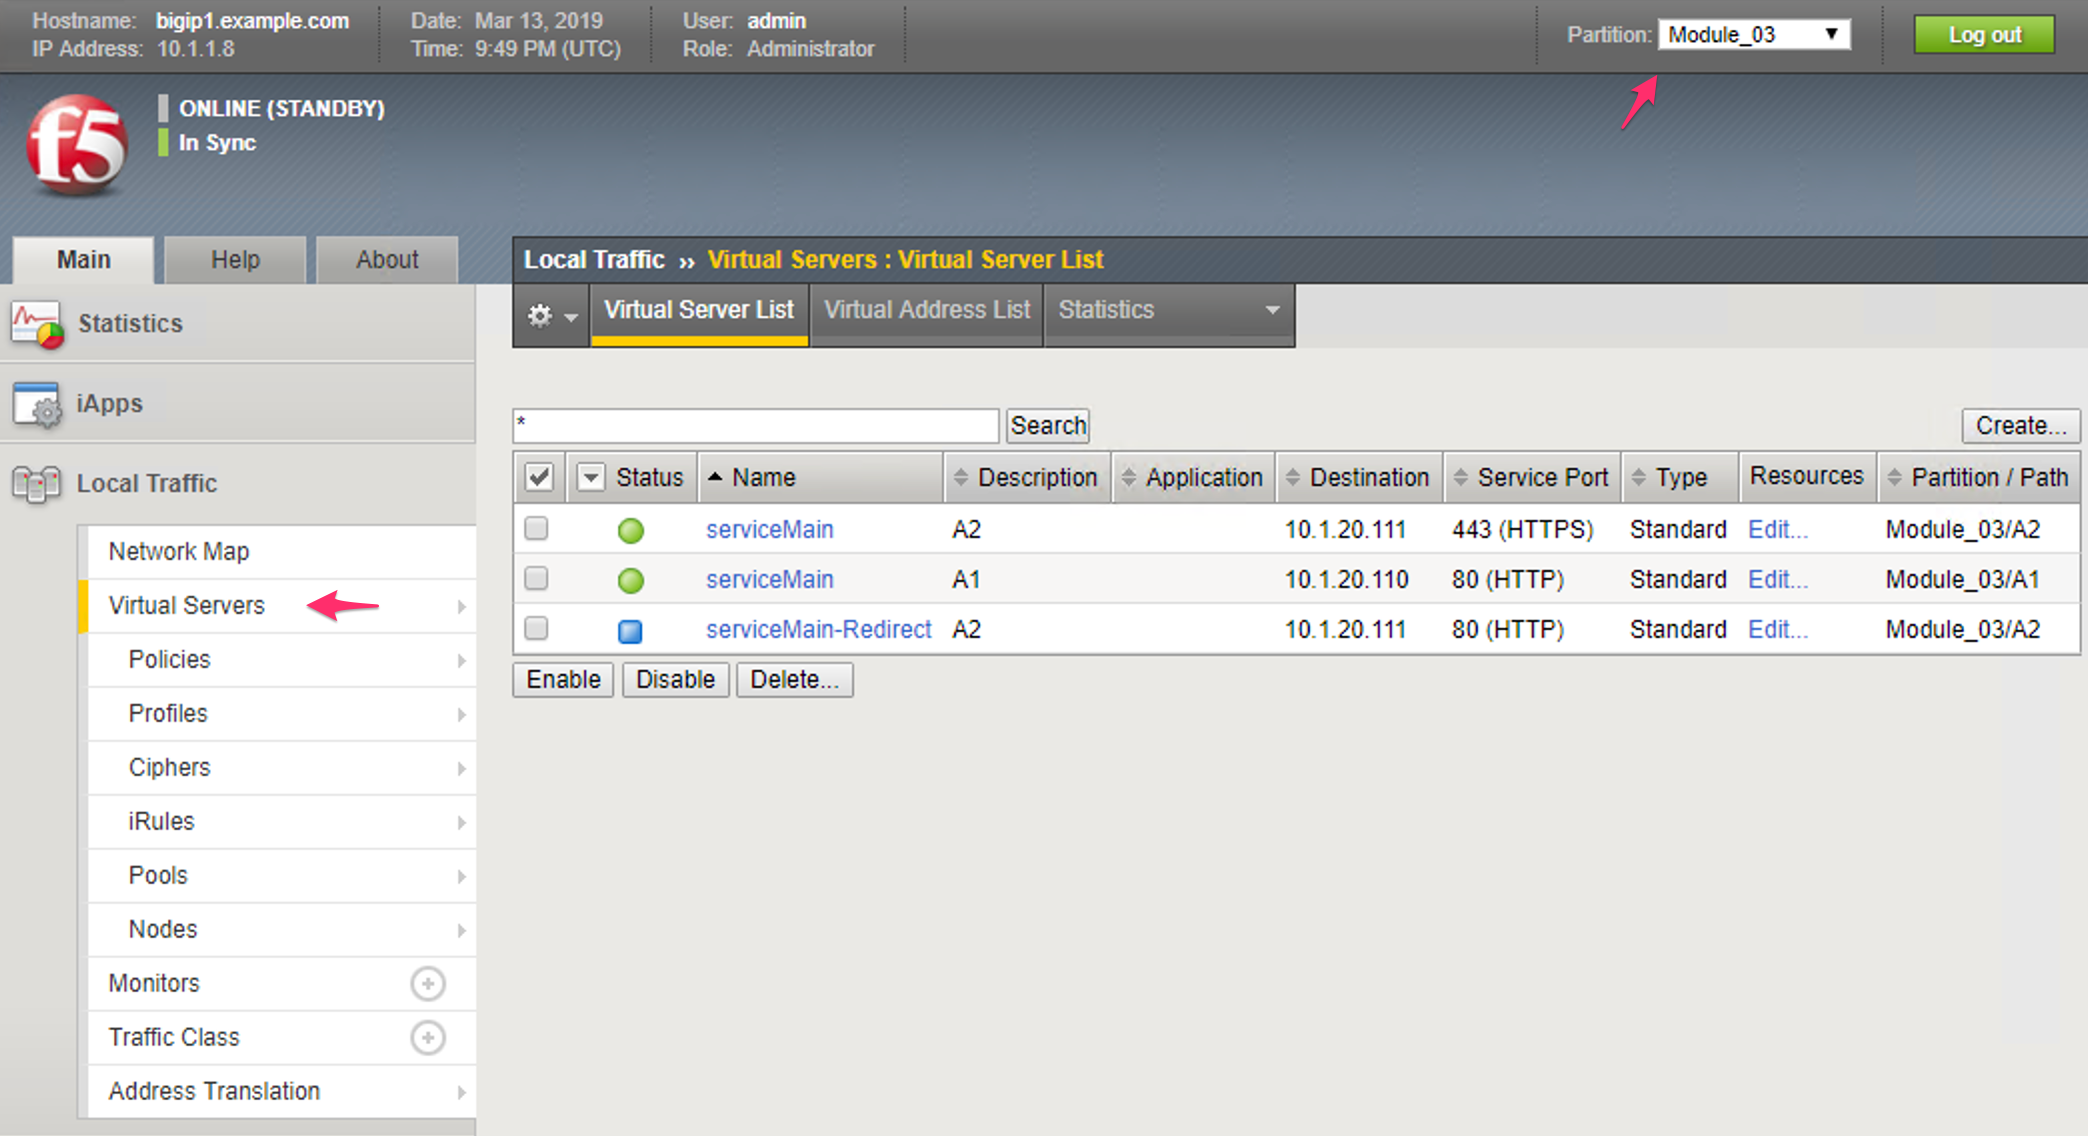 Hostname: bigip1.example.com Date: Mar 13, 2019 User: admin
IP Address: 10.1.1.8 Time: 9:49 PM (UTC) Role: Administrator
Partition: Module_03 Log out
f5
ONLINE (STANDBY)
In Sync
Main Help About
Local Traffic ›› Virtual Servers : Virtual Server List
Virtual Server List Virtual Address List Statistics
Statistics
iApps
Local Traffic
Network Map
Virtual Servers
Policies
Profiles
Ciphers
iRules
Pools
Nodes
Monitors
Traffic Class
Address Translation
* Search Create...
Status Name Description Application Destination Service Port Type Resources Partition / Path
serviceMain A2 10.1.20.111 443 (HTTPS) Standard Edit... Module_03/A2
serviceMain A1 10.1.20.110 80 (HTTP) Standard Edit... Module_03/A1
serviceMain-Redirect A2 10.1.20.111 80 (HTTP) Standard Edit... Module_03/A2
Enable Disable Delete...